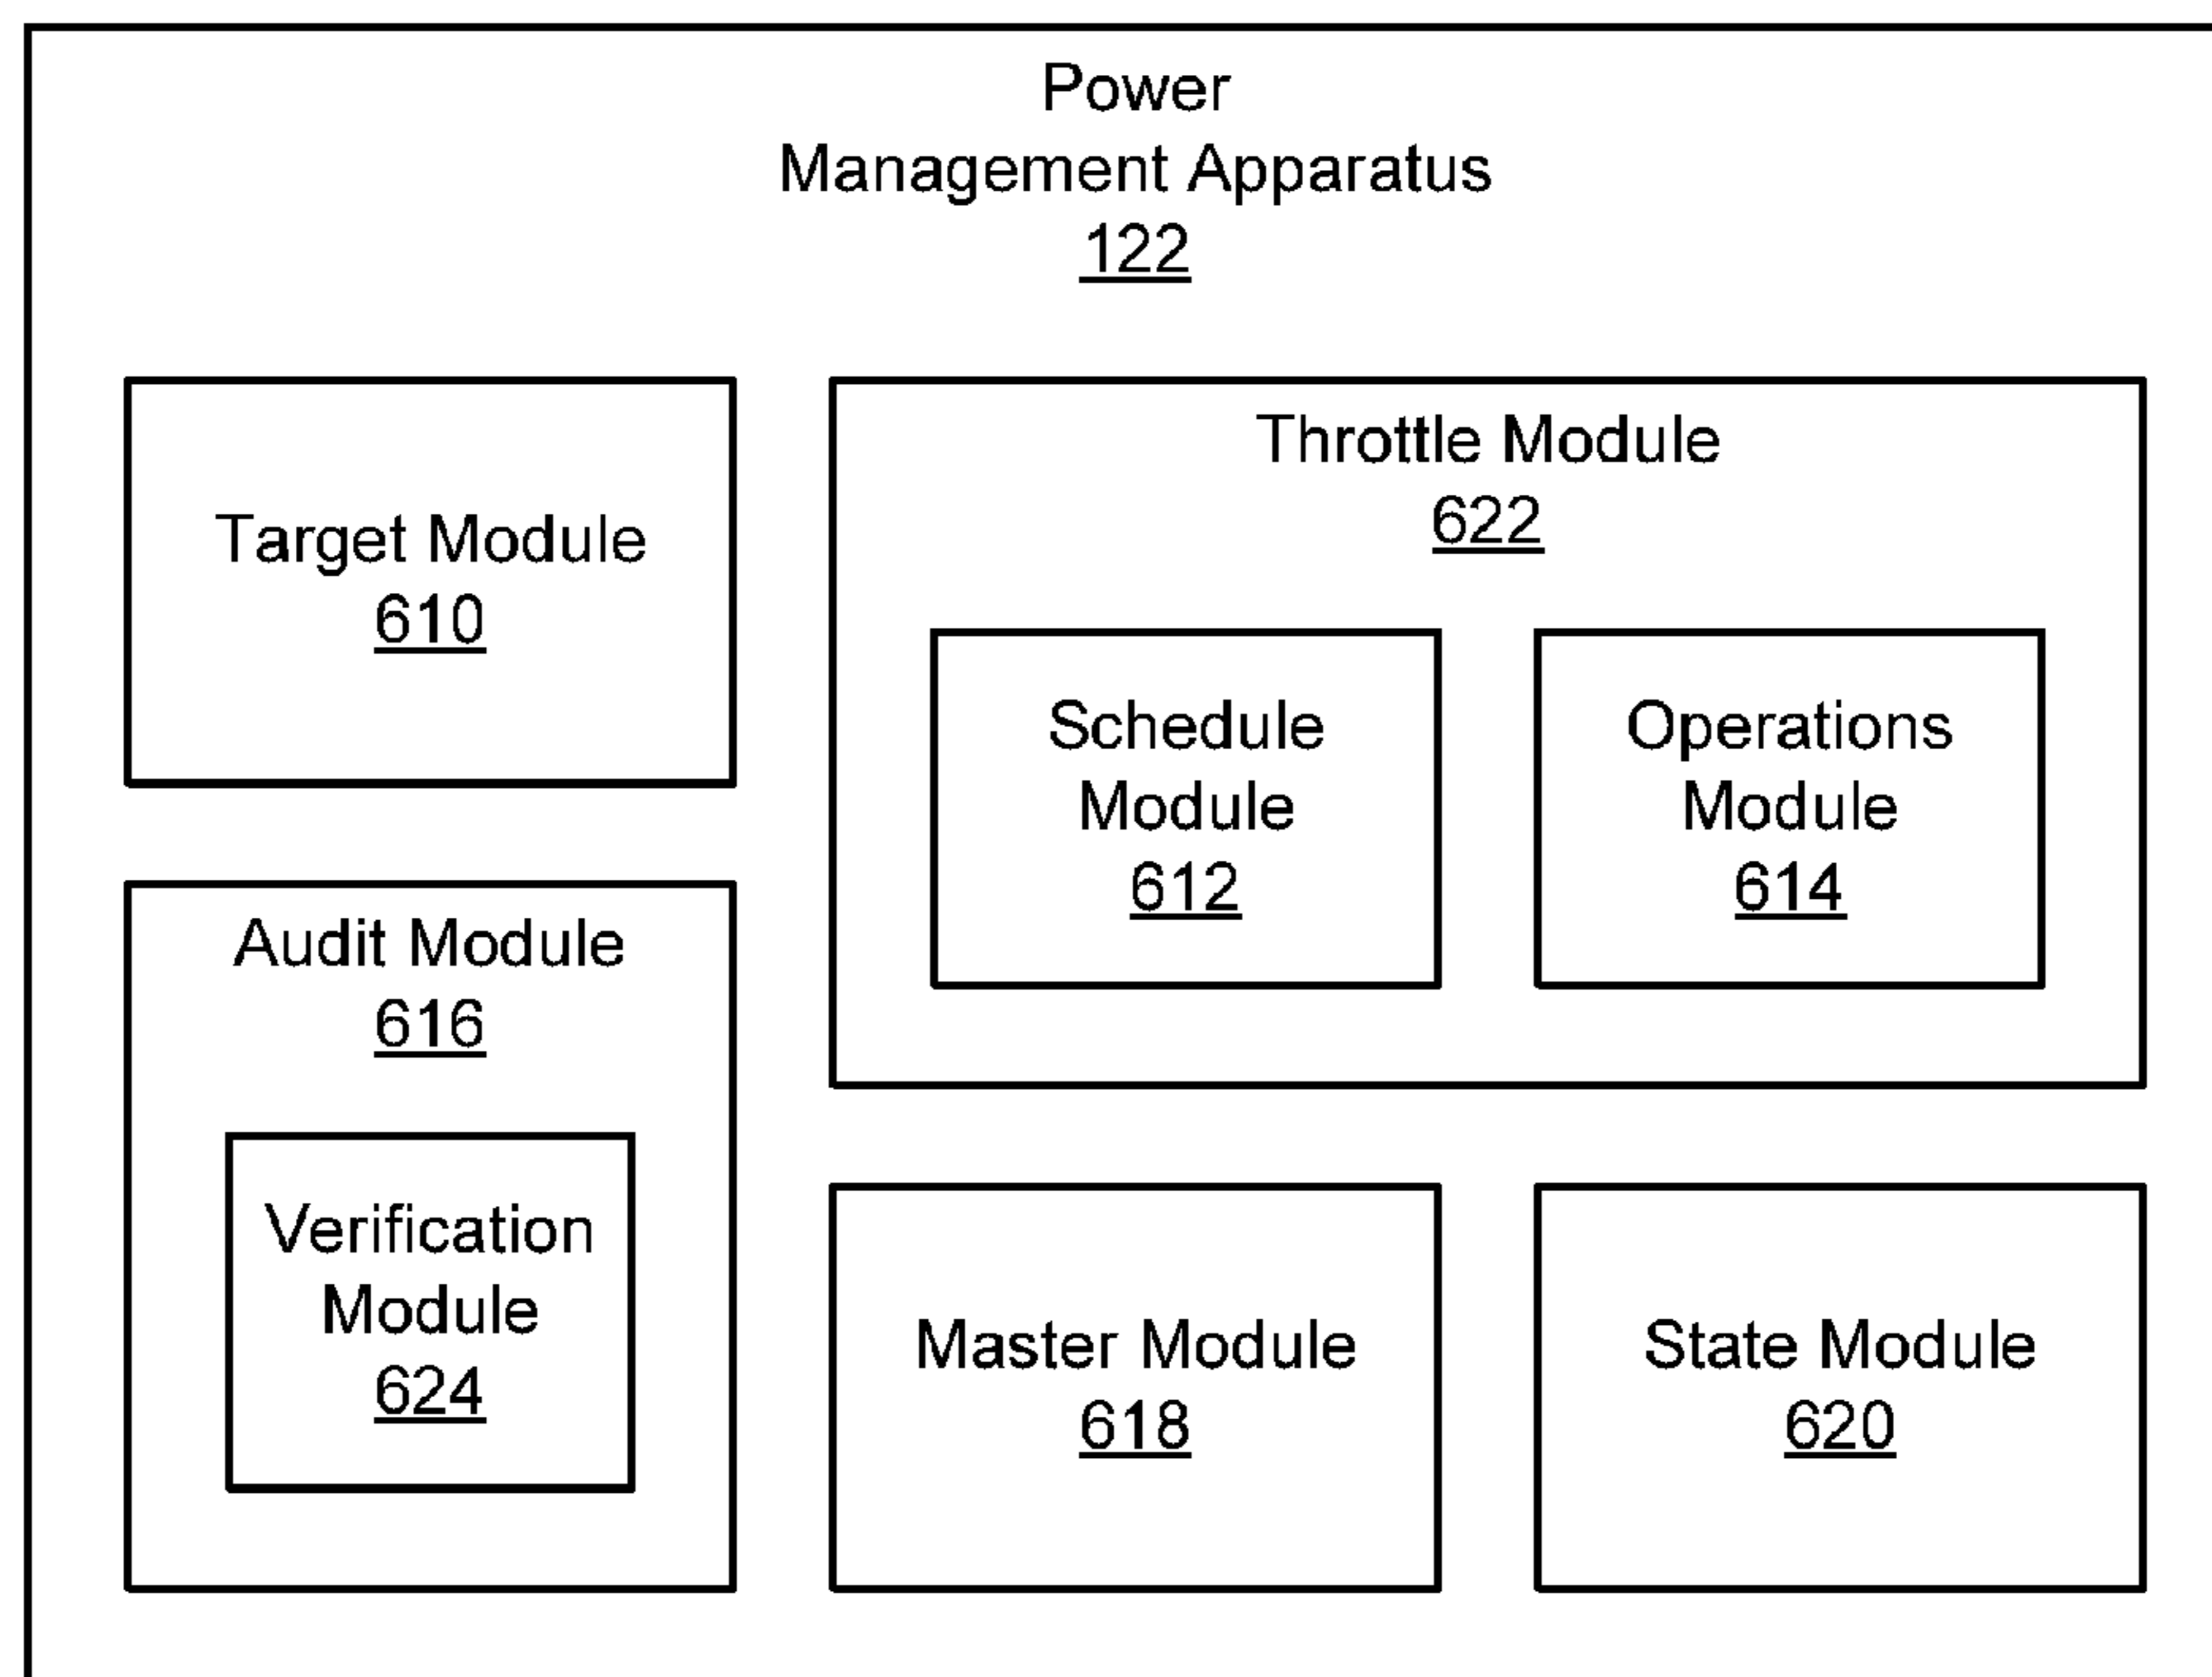 Power
Management Apparatus
122
Target Module
610
Throttle Module
622
Schedule
Module
612
Operations
Module
614
Audit Module
616
Verification
Module
624
Master Module
618
State Module
620